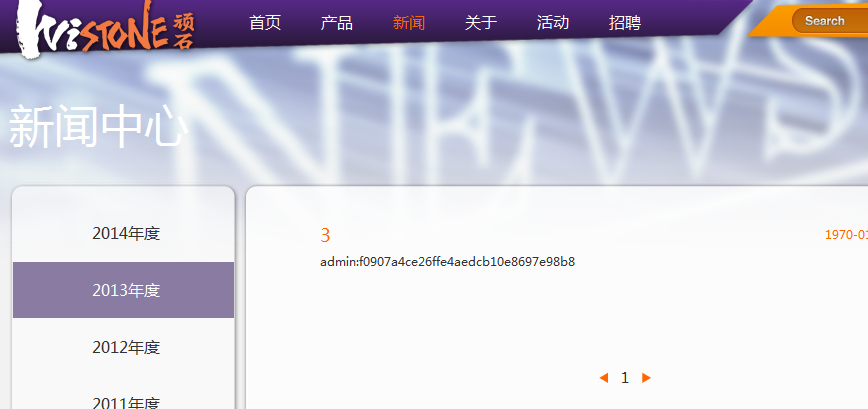 WiSTONE 顽石
首页 产品 新闻 关于 活动 招聘 Search
NEWS
新闻中心
2014年度
2013年度
2012年度
2011年度
3 1970-01
admin:f0907a4ce26ffe4aedcb10e8697e98b8
1